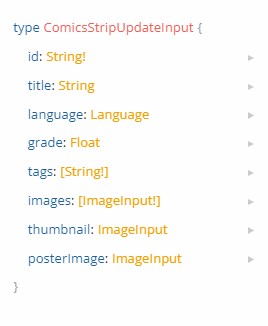 type ComicsStripUpdateInput {
id: String!
title: String
language: Language
grade: Float
tags: [String!]
images: [ImageInput!]
thumbnail: ImageInput
posterImage: ImageInput
}